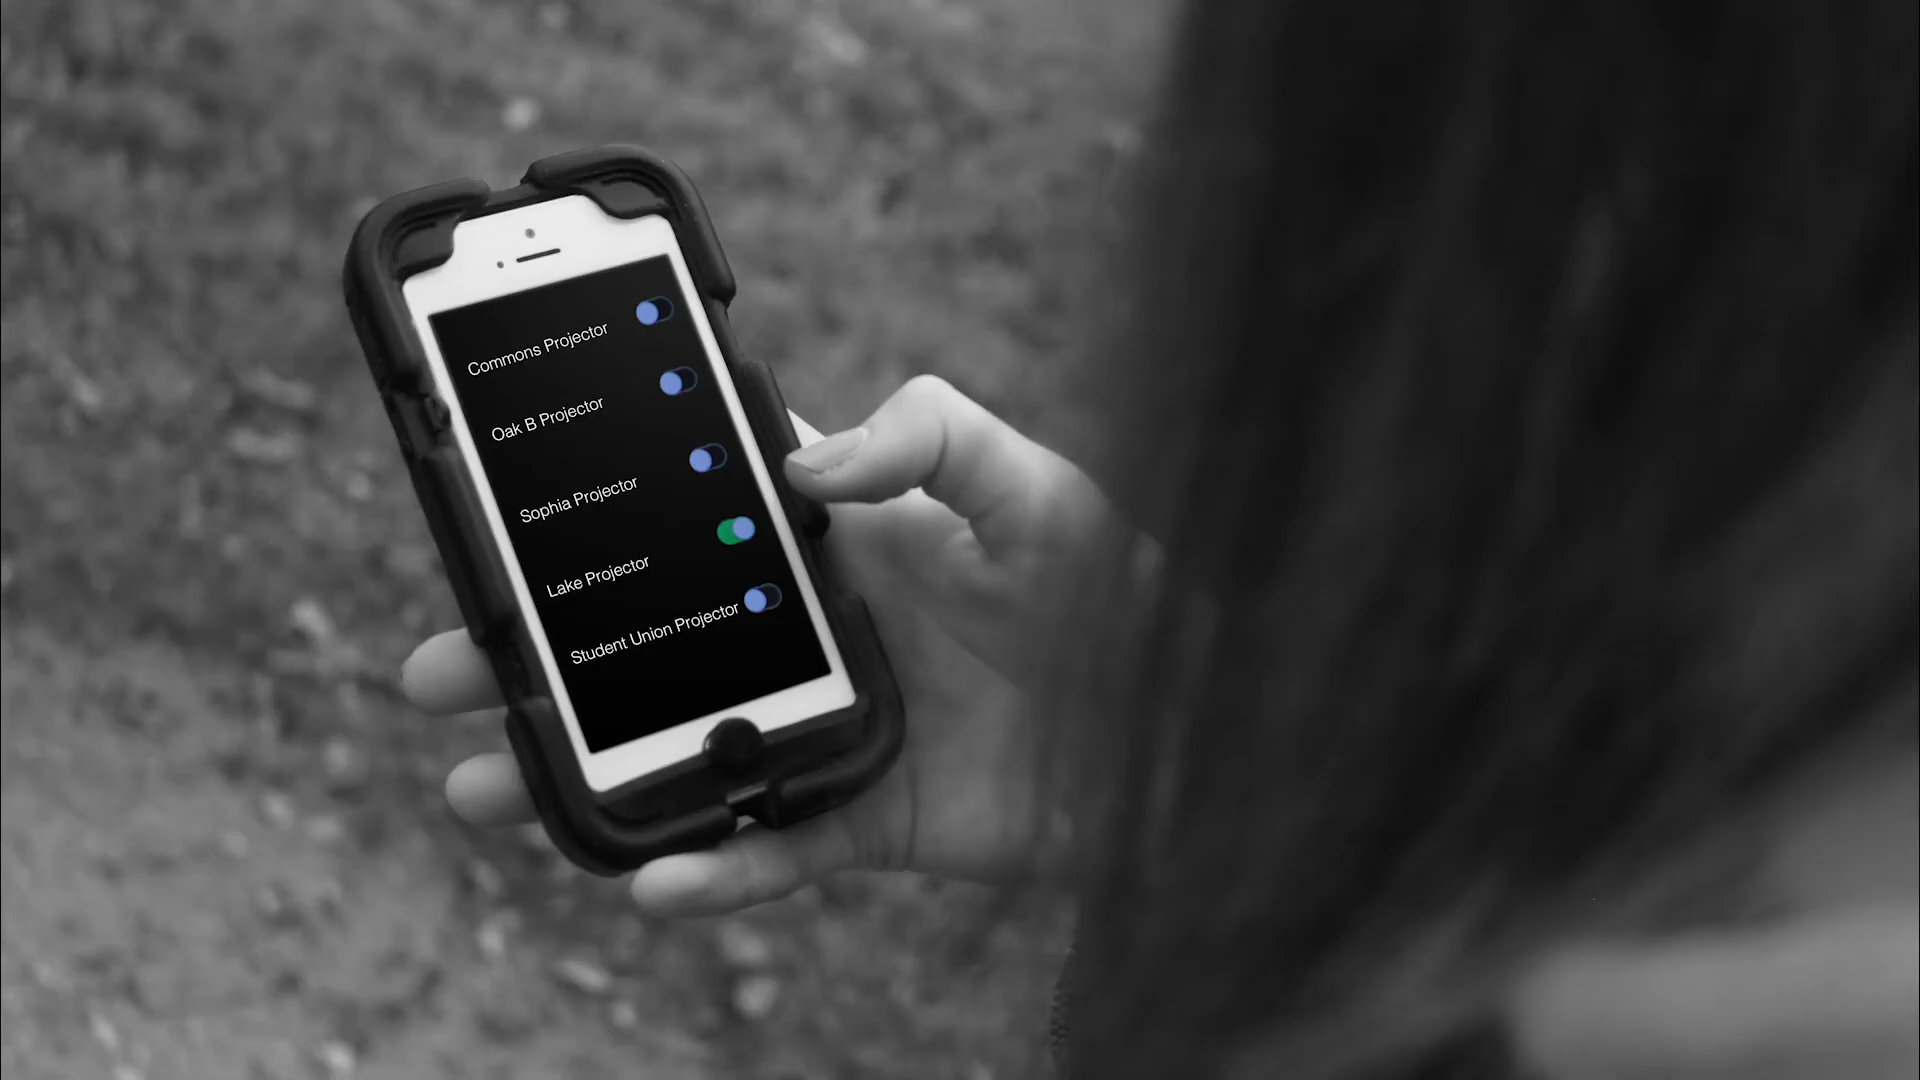 Commons Projector
Oak B Projector
Sophia Projector
Lake Projector
Student Union Projector